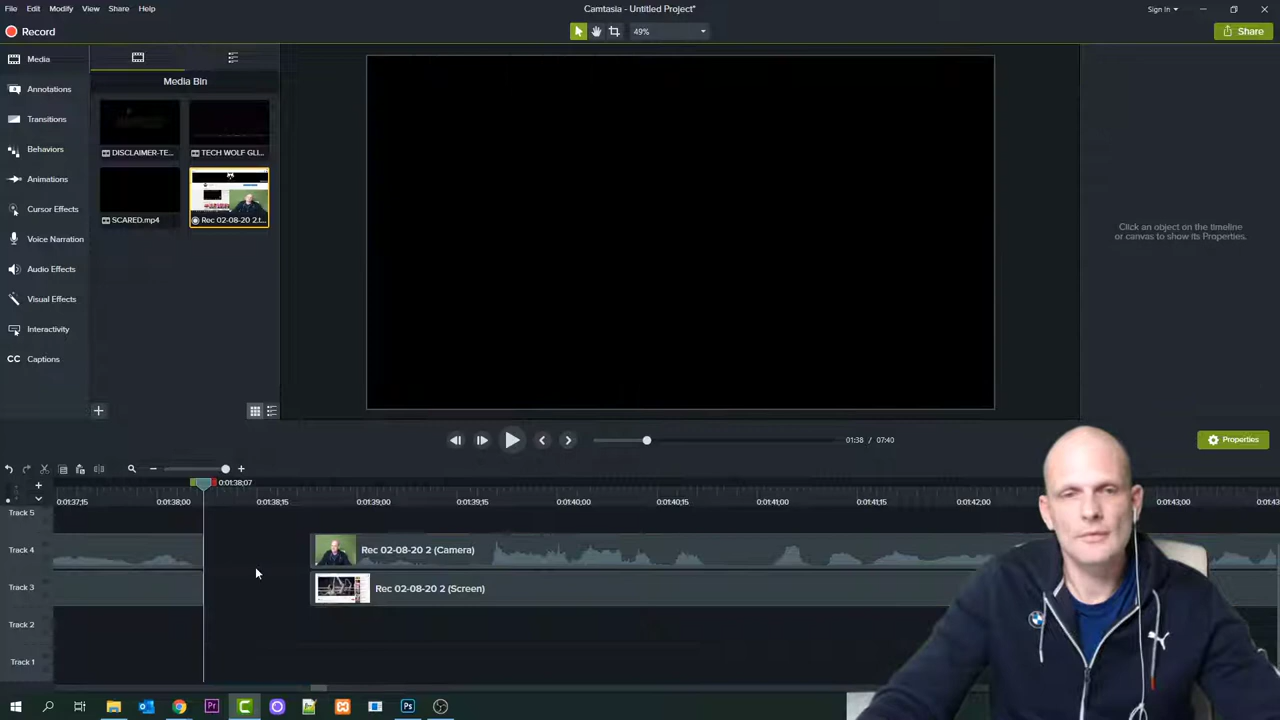 File Edit Modify View Share Help
Camtasia - Untitled Project*
Sign In
Record
49%
Share
Media
Annotations
Transitions
Behaviors
Animations
Cursor Effects
Voice Narration
Audio Effects
Visual Effects
Interactivity
CC Captions
Media Bin
DISCLAIMER-TE...
TECH WOLF GLI...
SCARED.mp4
Rec 02-08-20 2.t...
Click an object on the timeline
or canvas to show its Properties.
01:38 / 07:40
Properties
0:01:38;07
0:01:37;15 0:01:38;00 0:01:38;15 0:01:39;00 0:01:39;15 0:01:40;00 0:01:40;15 0:01:41;00 0:01:41;15 0:01:42;00 0:01:43;00
Track 5
Track 4
Rec 02-08-20 2 (Camera)
Track 3
Rec 02-08-20 2 (Screen)
Track 2
Track 1
Pr
Ps